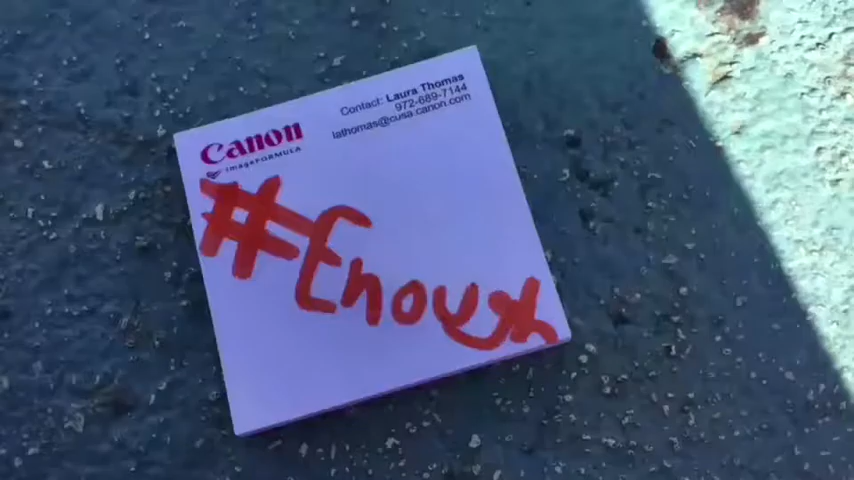 Contact: Laura Thomas
972-689-7144
lathomas@cusa.canon.com
Canon
imageFORMULA
#Enough